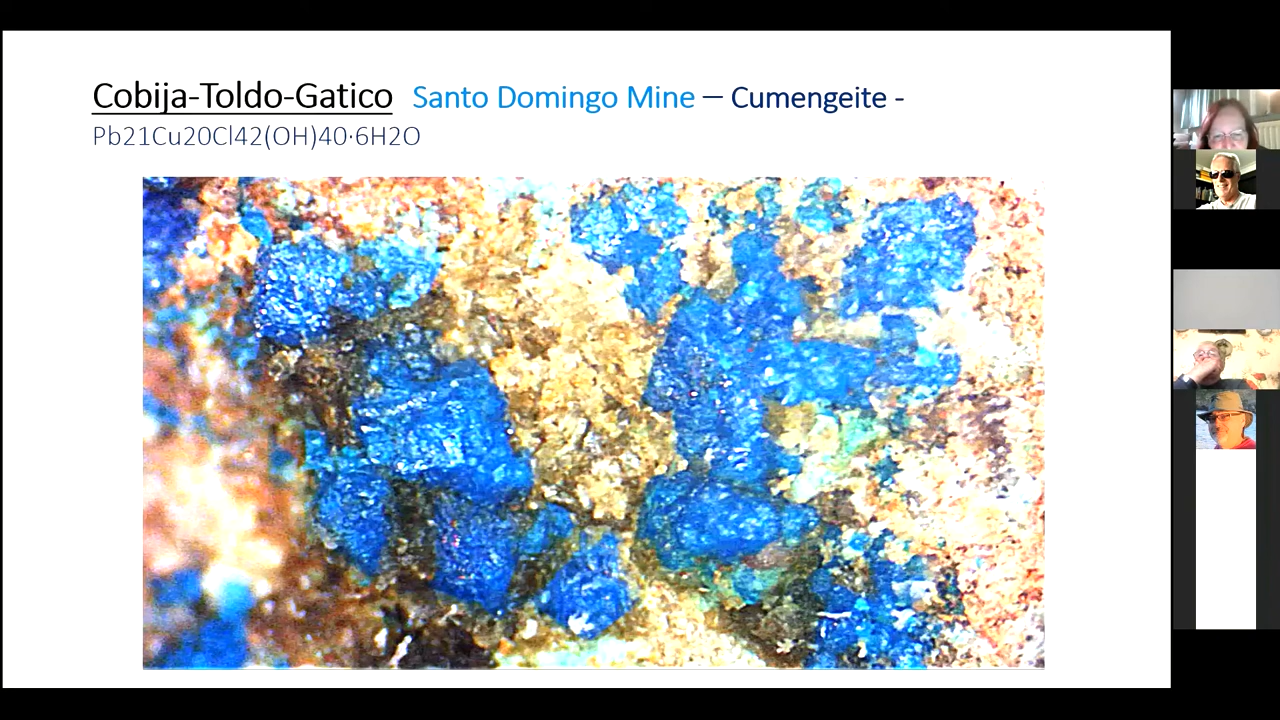 Cobija-Toldo-Gatico Santo Domingo Mine – Cumengeite -
Pb21Cu20Cl42(OH)40·6H2O